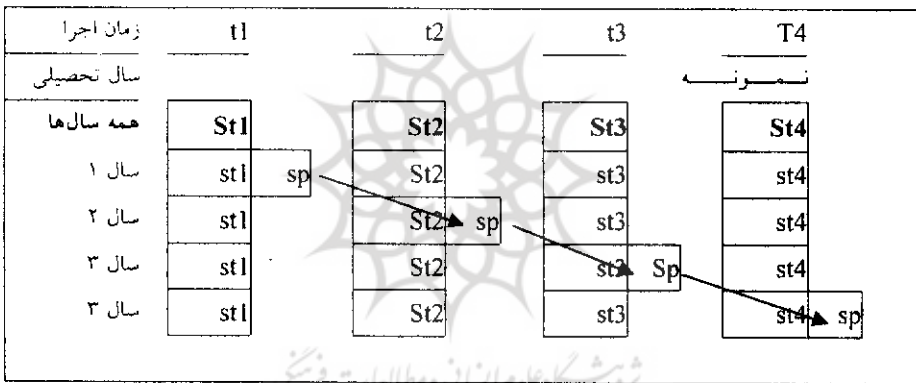 زمان اجرا t1 t2 t3 T4
سال تحصیلی نـمـونـــه
همه سال‌ها St1 St2 St3 St4
سال ۱ st1 sp St2 st3 st4
سال ۲ st1 St2 sp st3 st4
سال ۳ st1 St2 st3 Sp st4
سال ۳ st1 St2 st3 st4 sp